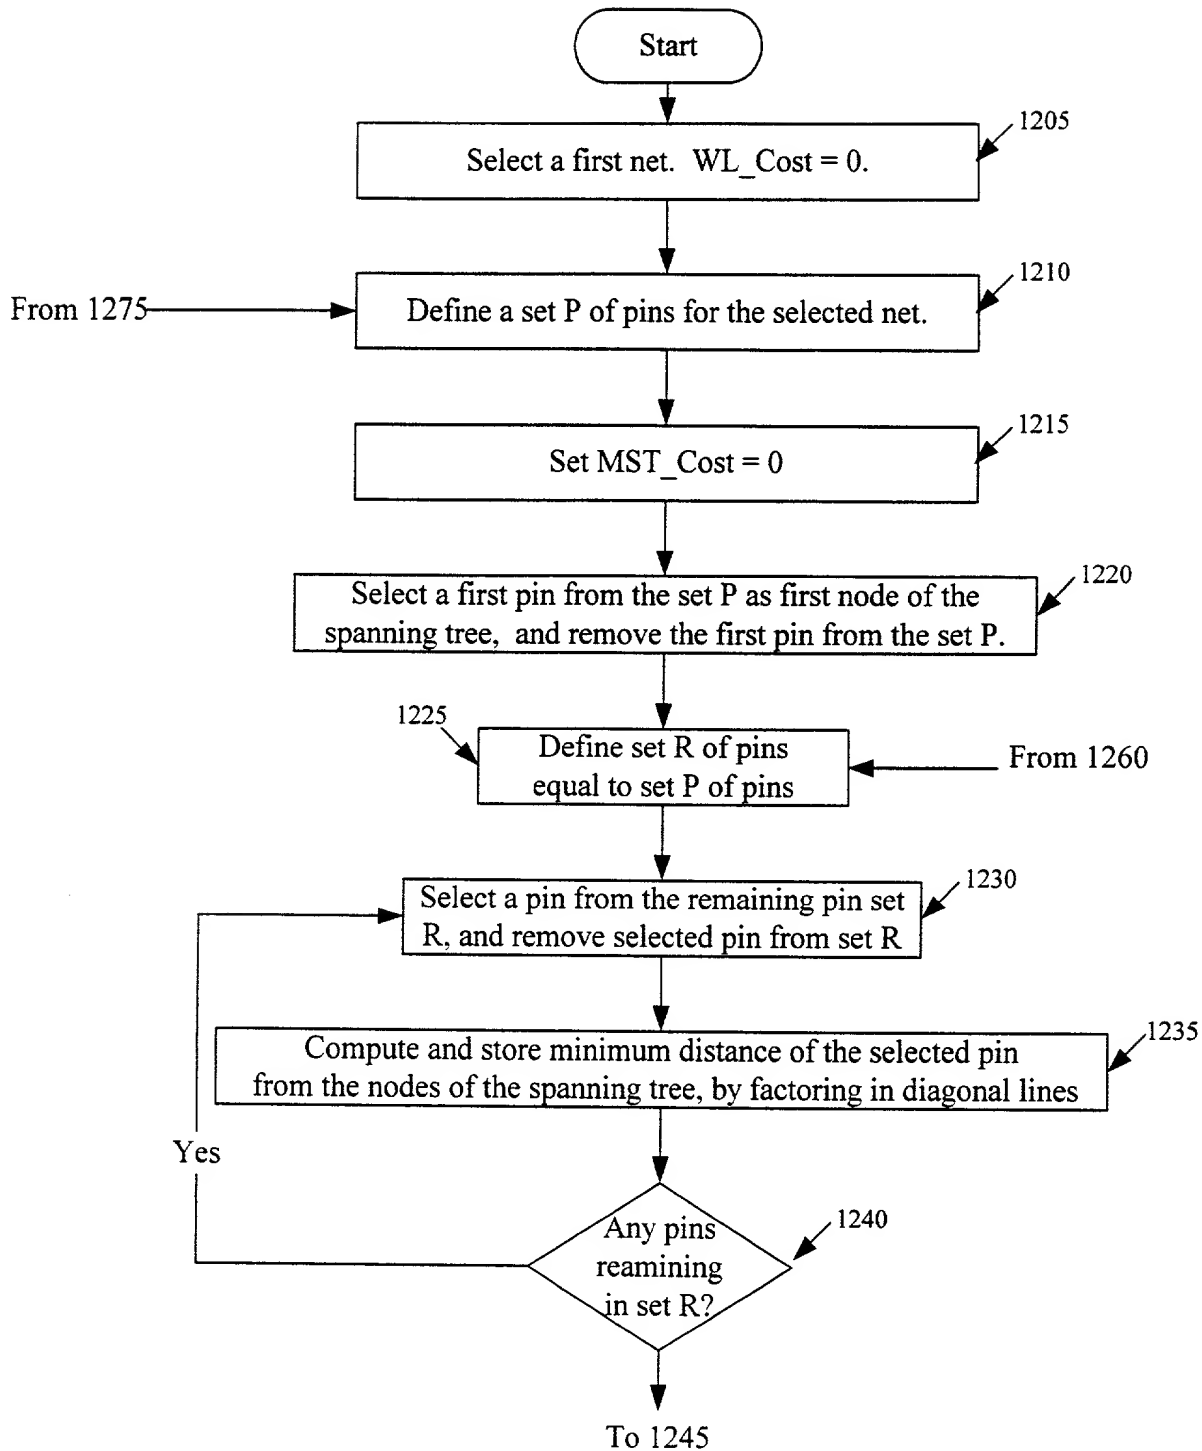 Start
1205
Select a first net. WL_Cost = 0.
1210
From 1275
Define a set P of pins for the selected net.
1215
Set MST_Cost = 0
1220
Select a first pin from the set P as first node of the
spanning tree, and remove the first pin from the set P.
1225
Define set R of pins
equal to set P of pins
From 1260
1230
Select a pin from the remaining pin set
R, and remove selected pin from set R
1235
Compute and store minimum distance of the selected pin
from the nodes of the spanning tree, by factoring in diagonal lines
Yes
1240
Any pins
reamining
in set R?
To 1245